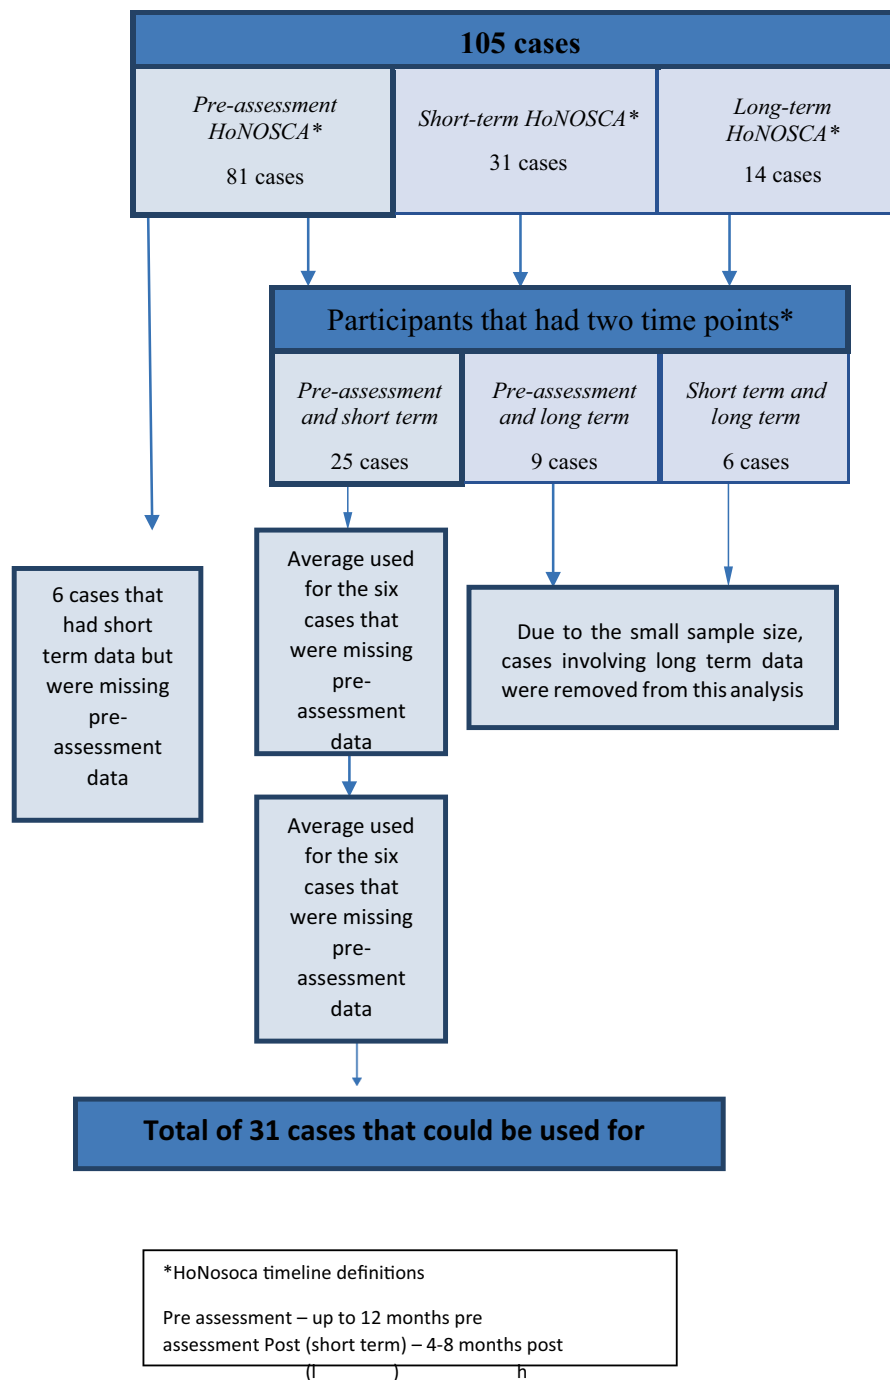 105 cases
Pre-assessment
HoNOSCA*
81 cases
Short-term HoNOSCA*
31 cases
Long-term
HoNOSCA*
14 cases
Participants that had two time points*
Pre-assessment
and short term
25 cases
Pre-assessment
and long term
9 cases
Short term and
long term
6 cases
6 cases that
had short
term data but
were missing
pre-
assessment
data
Average used
for the six
cases that
were missing
pre-
assessment
data
Due to the small sample size,
cases involving long term data
were removed from this analysis
Average used
for the six
cases that
were missing
pre-
assessment
data
Total of 31 cases that could be used for
*HoNosoca timeline definitions
Pre assessment – up to 12 months pre
assessment Post (short term) – 4-8 months post